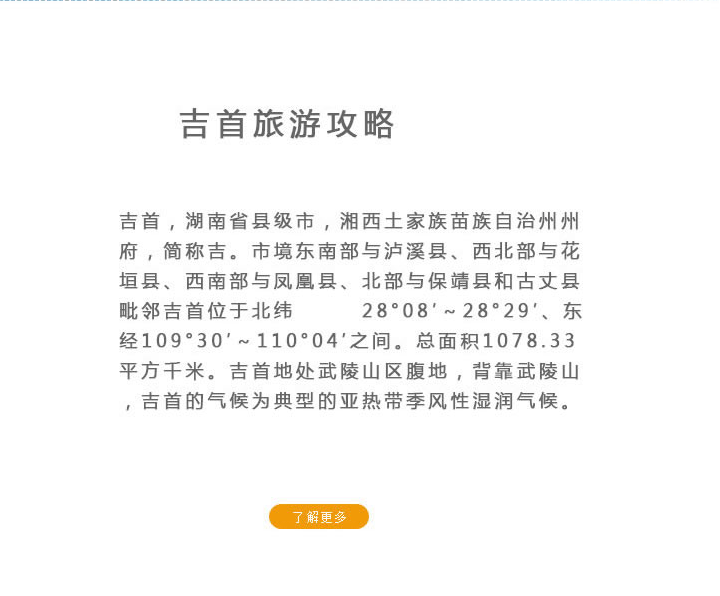 吉首旅游攻略
吉首，湖南省县级市，湘西土家族苗族自治州州
府，简称吉。市境东南部与泸溪县、西北部与花
垣县、西南部与凤凰县、北部与保靖县和古丈县
毗邻吉首位于北纬 28°08′～28°29′、东
经109°30′～110°04′之间。总面积1078.33
平方千米。吉首地处武陵山区腹地，背靠武陵山
，吉首的气候为典型的亚热带季风性湿润气候。
了解更多